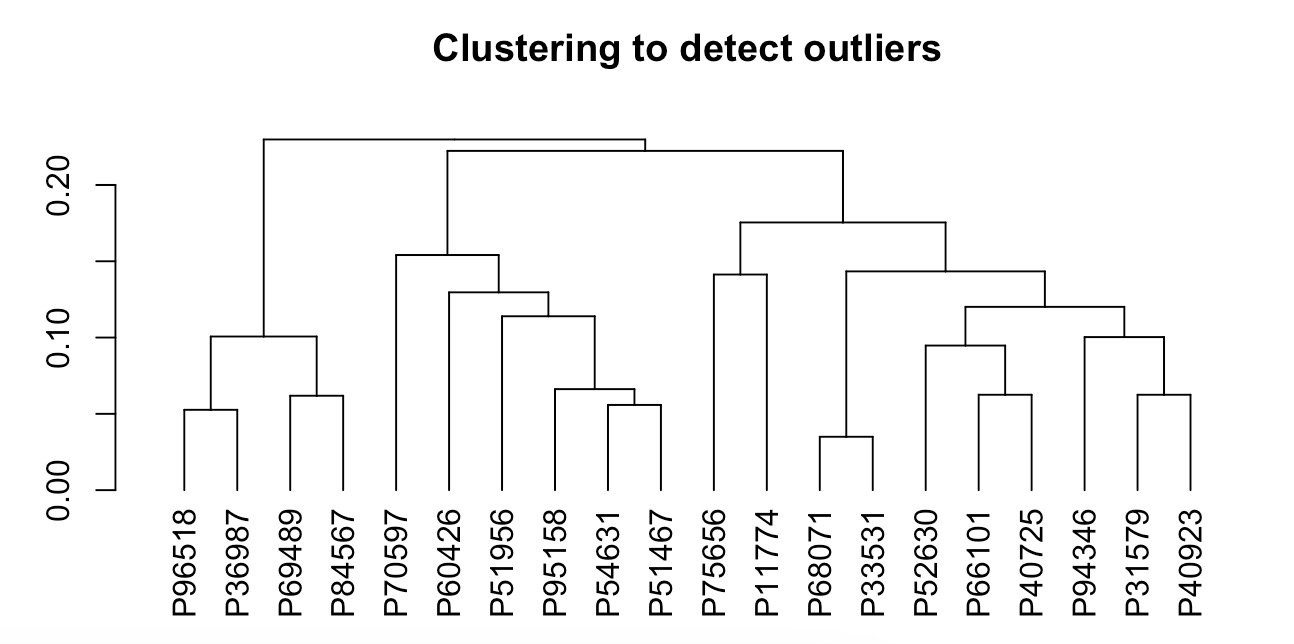 Clustering to detect outliers
0.20
0.10
0.00
P96518
P36987
P69489
P84567
P70597
P60426
P51956
P95158
P54631
P51467
P75656
P11774
P68071
P33531
P52630
P66101
P40725
P94346
P31579
P40923